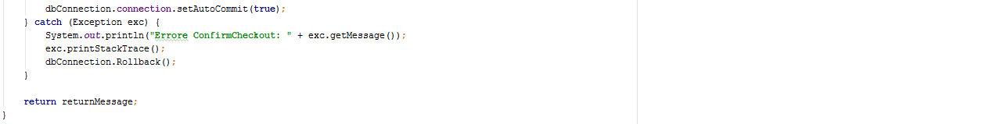 dbConnection.connection.setAutoCommit(true);
} catch (Exception exc) {
System.out.println("Errore ConfirmCheckout: " + exc.getMessage());
exc.printStackTrace();
dbConnection.Rollback();
}
return returnMessage;
}